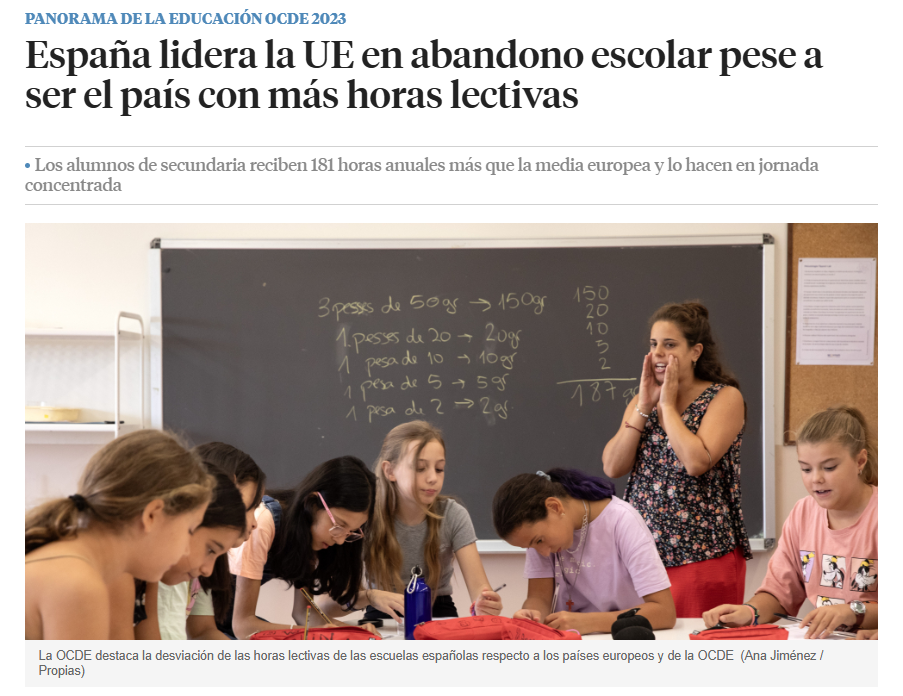 PANORAMA DE LA EDUCACIÓN OCDE 2023
España lidera la UE en abandono escolar pese a
ser el país con más horas lectivas
• Los alumnos de secundaria reciben 181 horas anuales más que la media europea y lo hacen en jornada
concentrada
3 pesses de 50gr → 150gr
1 pesses de 20 → 20gr
1 pesa de 10 → 10gr
1 pesa de 5 → 5gr
1 pesa de 2 → 2gr
150
20
10
5
2
187 gr
La OCDE destaca la desviación de las horas lectivas de las escuelas españolas respecto a los países europeos y de la OCDE (Ana Jiménez /
Propias)